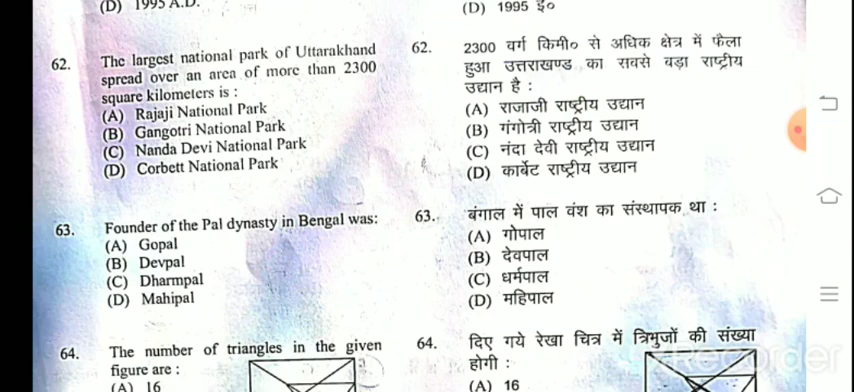 (D) 1995 A.D.
62. The largest national park of Uttarakhand
spread over an area of more than 2300
square kilometers is :
(A) Rajaji National Park
(B) Gangotri National Park
(C) Nanda Devi National Park
(D) Corbett National Park
63. Founder of the Pal dynasty in Bengal was:
(A) Gopal
(B) Devpal
(C) Dharmpal
(D) Mahipal
64. The number of triangles in the given
figure are :
(A) 16
(D) 1995 ई०
62. 2300 वर्ग किमी० से अधिक क्षेत्र में फैला
हुआ उत्तराखण्ड का सबसे बड़ा राष्ट्रीय
उद्यान है :
(A) राजाजी राष्ट्रीय उद्यान
(B) गंगोत्री राष्ट्रीय उद्यान
(C) नंदा देवी राष्ट्रीय उद्यान
(D) कार्बेट राष्ट्रीय उद्यान
63. बंगाल में पाल वंश का संस्थापक था :
(A) गोपाल
(B) देवपाल
(C) धर्मपाल
(D) महिपाल
64. दिए गये रेखा चित्र में त्रिभुजों की संख्या
होगी :
(A) 16
Recorder